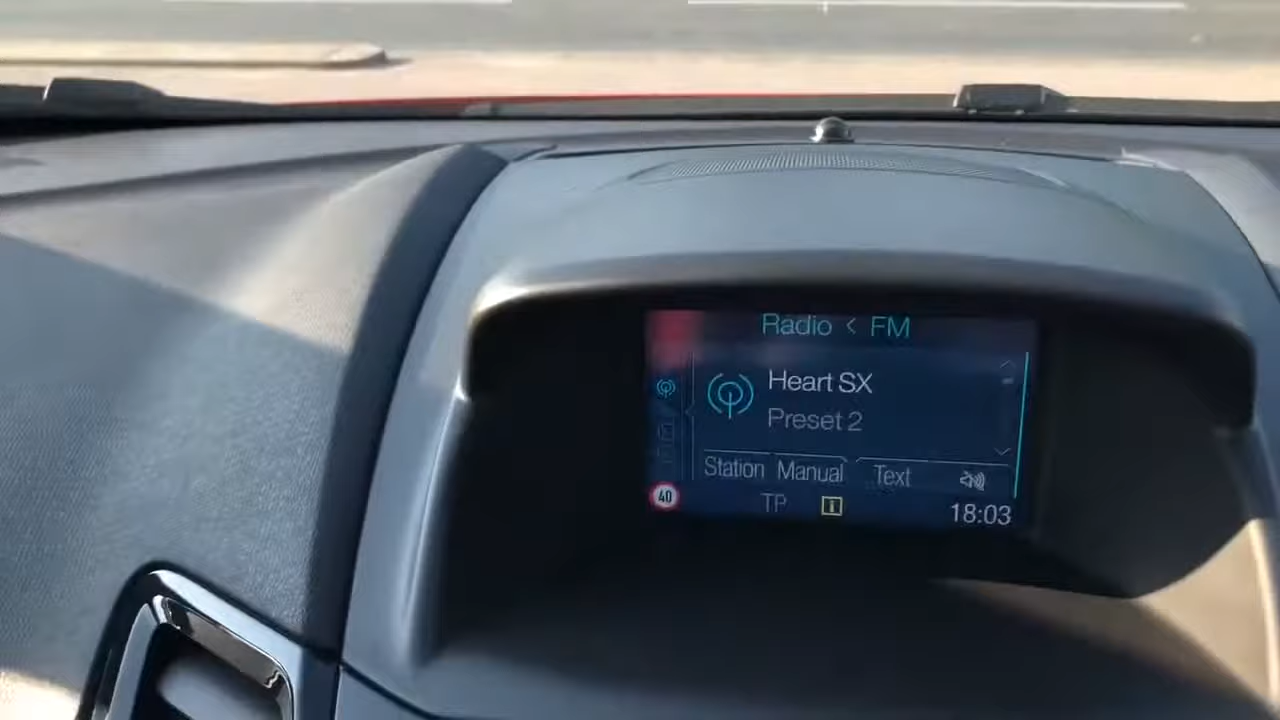 Radio < FM
Heart SX
Preset 2
Station Manual Text
40 TP i 18:03